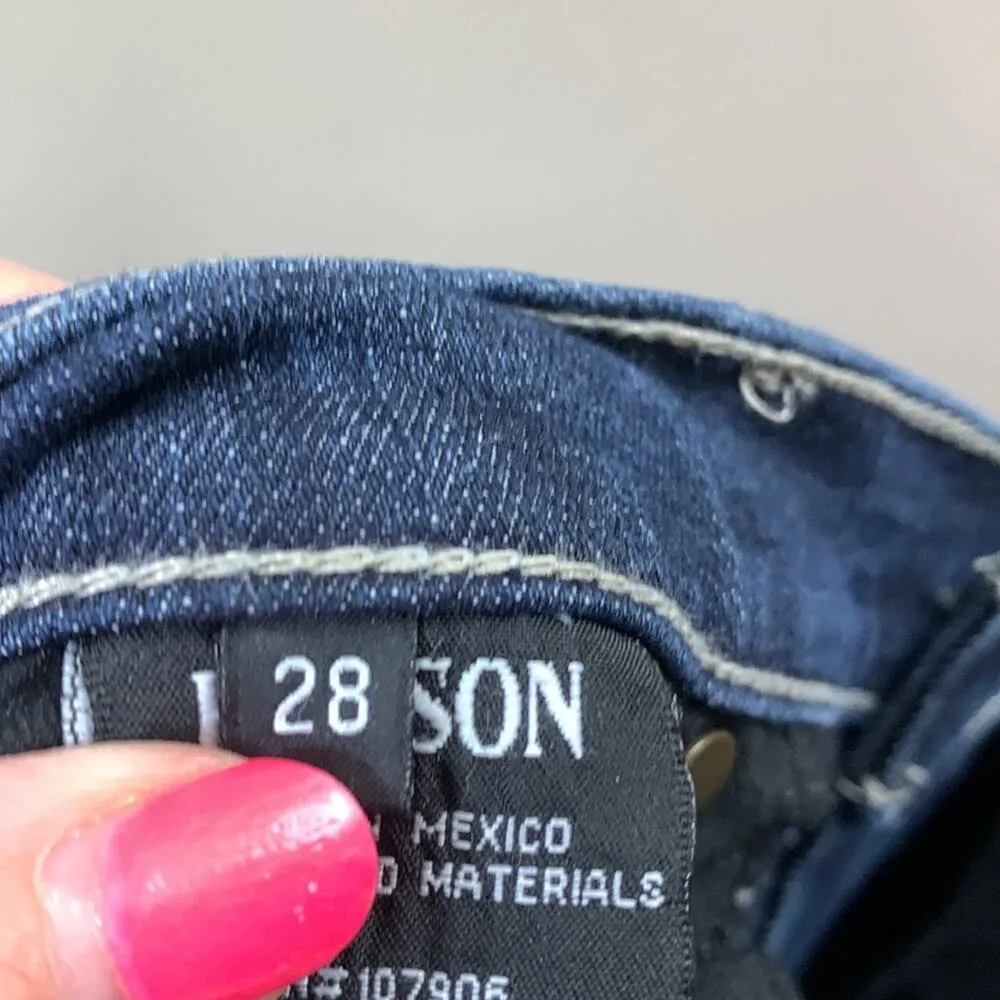 28 SON
MEXICO
MATERIALS
#107906